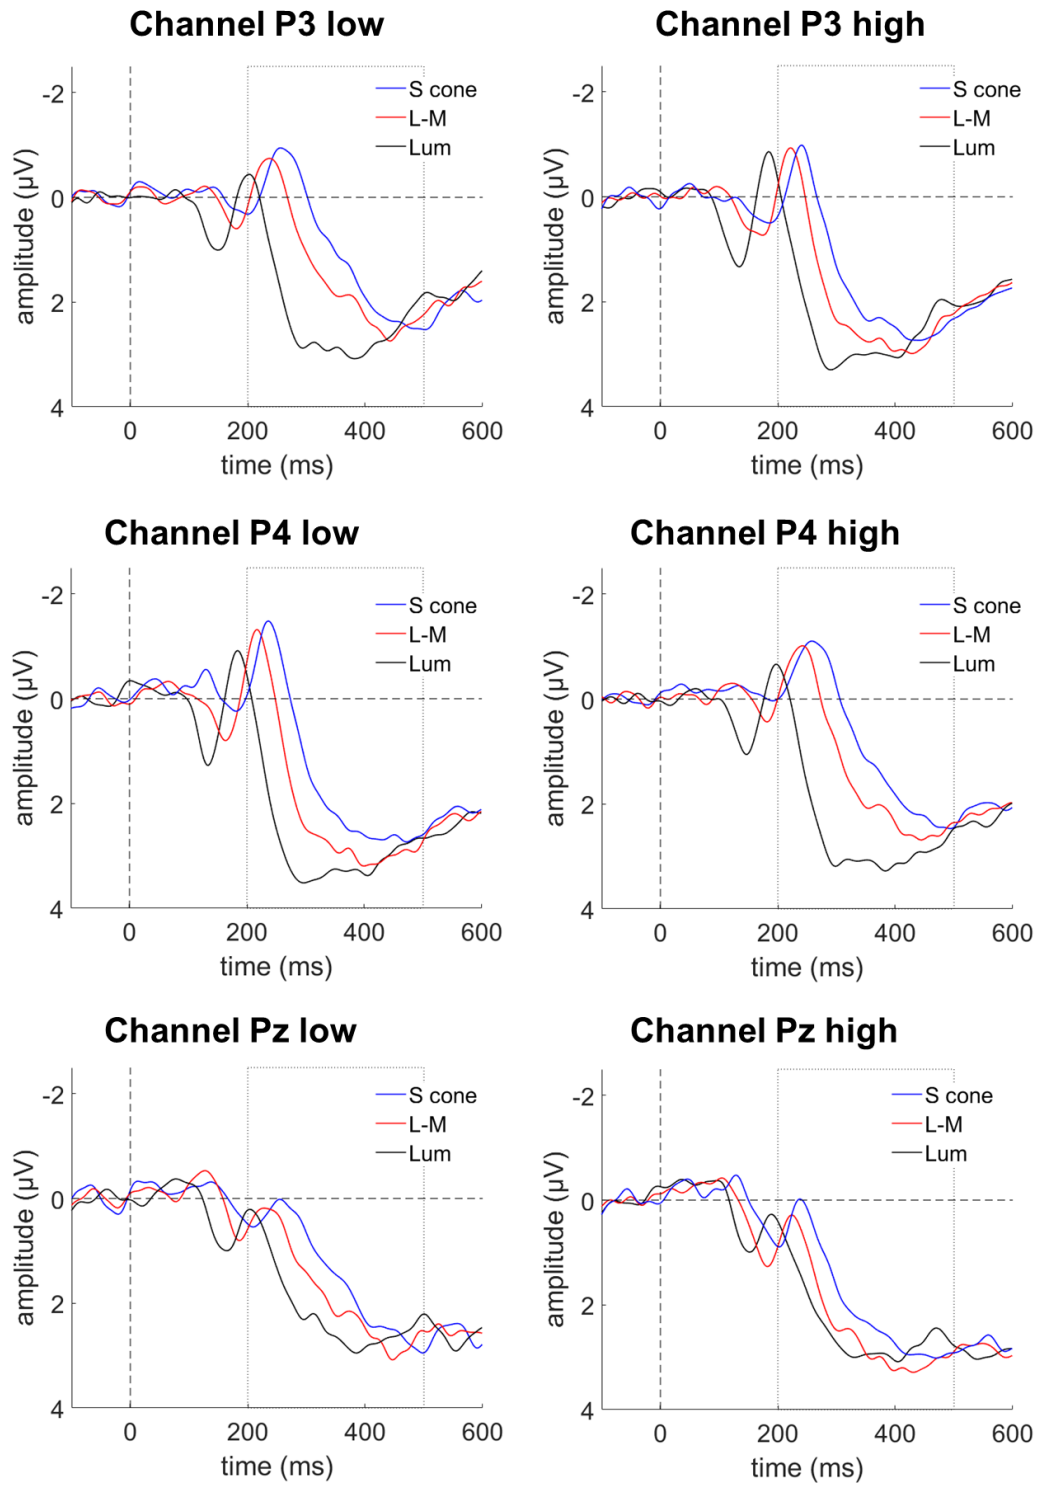 Channel P3 low
Channel P3 high
-2
0
2
4
0
200
400
600
amplitude (µV)
time (ms)
S cone
L-M
Lum
-2
0
2
4
0
200
400
600
amplitude (µV)
time (ms)
S cone
L-M
Lum
Channel P4 low
Channel P4 high
-2
0
2
4
0
200
400
600
amplitude (µV)
time (ms)
S cone
L-M
Lum
-2
0
2
4
0
200
400
600
amplitude (µV)
time (ms)
S cone
L-M
Lum
Channel Pz low
Channel Pz high
-2
0
2
4
0
200
400
600
amplitude (µV)
time (ms)
S cone
L-M
Lum
-2
0
2
4
0
200
400
600
amplitude (µV)
time (ms)
S cone
L-M
Lum